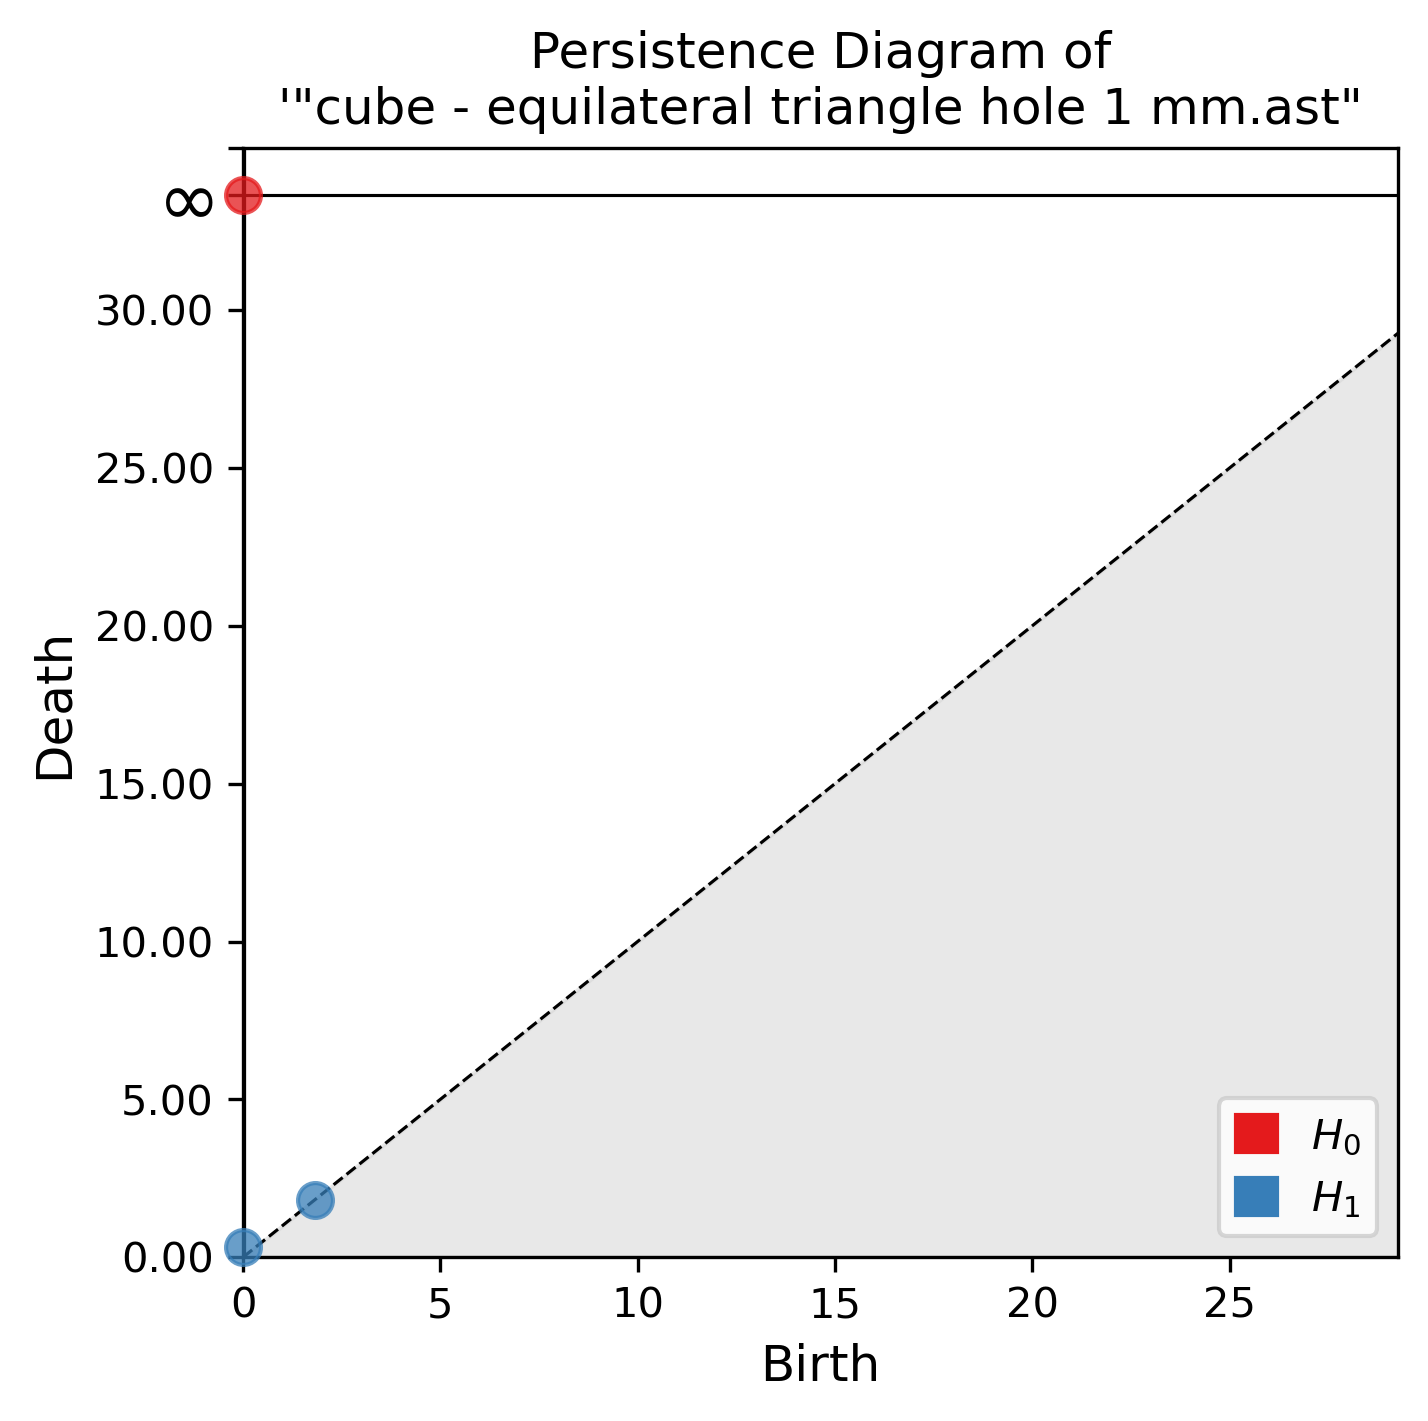 Persistence Diagram of
'"cube - equilateral triangle hole 1 mm.ast"
∞
30.00
25.00
20.00
15.00
10.00
5.00
0.00
Death
0 5 10 15 20 25
Birth
H₀
H₁